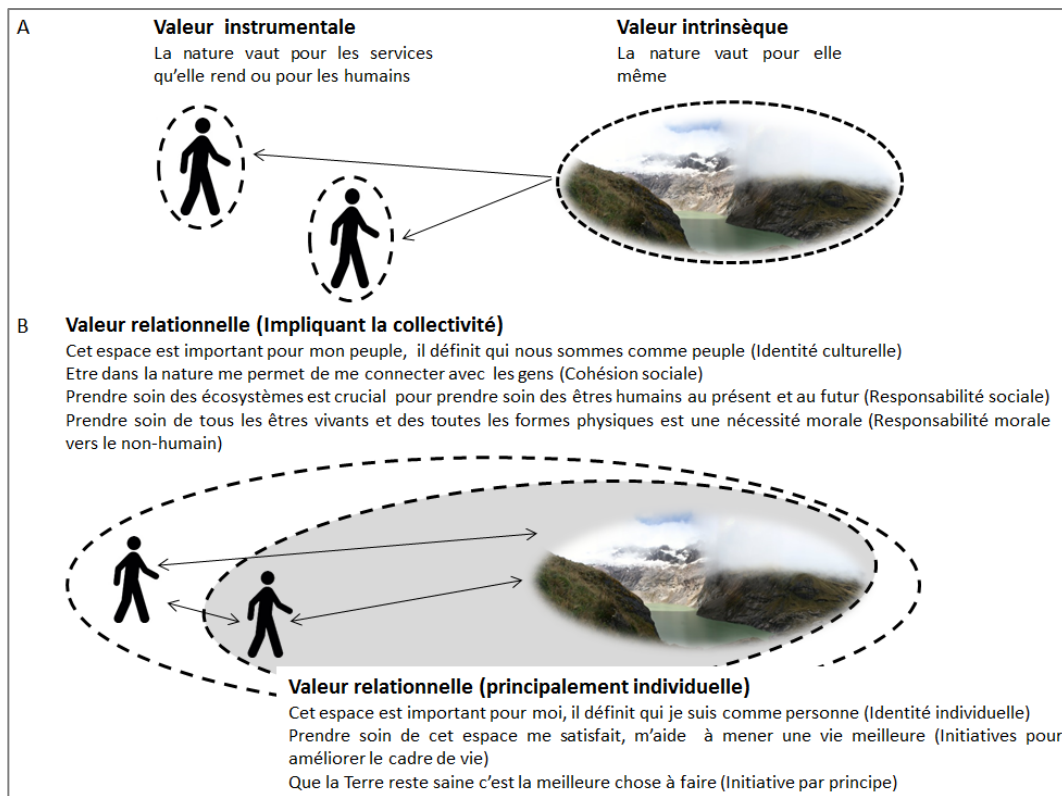 A
Valeur instrumentale
La nature vaut pour les services
qu'elle rend ou pour les humains
Valeur intrinsèque
La nature vaut pour elle
même
B
Valeur relationnelle (Impliquant la collectivité)
Cet espace est important pour mon peuple, il définit qui nous sommes comme peuple (Identité culturelle)
Etre dans la nature me permet de me connecter avec les gens (Cohésion sociale)
Prendre soin des écosystèmes est crucial pour prendre soin des êtres humains au présent et au futur (Responsabilité sociale)
Prendre soin de tous les êtres vivants et des toutes les formes physiques est une nécessité morale (Responsabilité morale
vers le non-humain)
Valeur relationnelle (principalement individuelle)
Cet espace est important pour moi, il définit qui je suis comme personne (Identité individuelle)
Prendre soin de cet espace me satisfait, m'aide à mener une vie meilleure (Initiatives pour
améliorer le cadre de vie)
Que la Terre reste saine c'est la meilleure chose à faire (Initiative par principe)